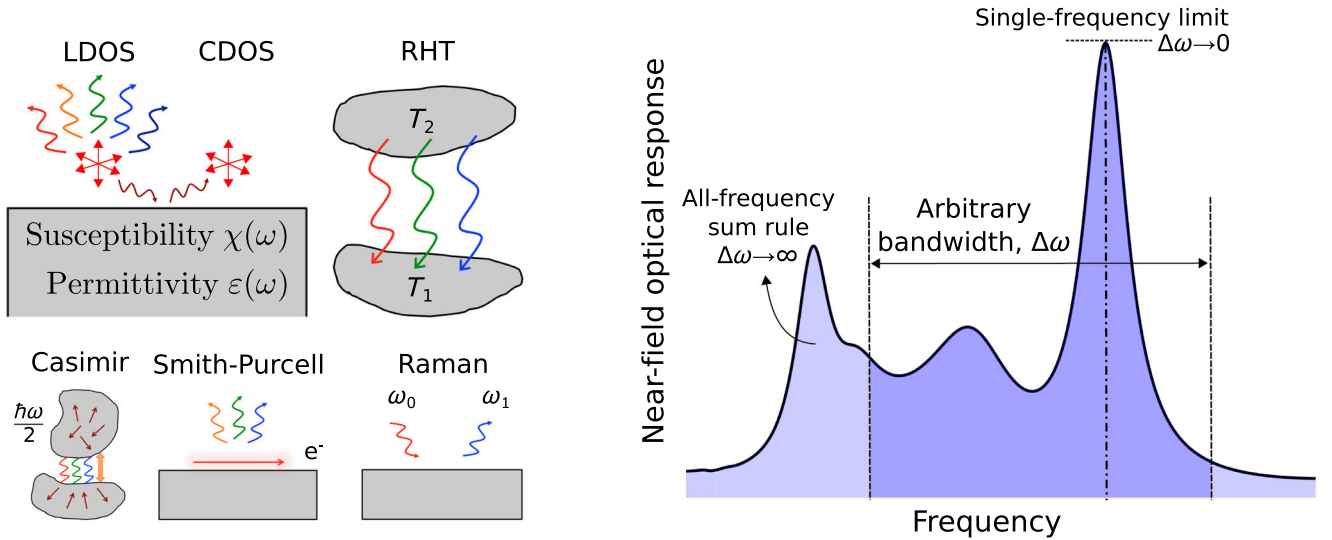 LDOS
CDOS
RHT
T₂
T₁
Susceptibility χ(ω)
Permittivity ε(ω)
Casimir
Smith-Purcell
Raman
ħω
2
e⁻
ω₀
ω₁
Near-field optical response
Single-frequency limit
Δω→0
All-frequency
sum rule
Δω→∞
Arbitrary
bandwidth, Δω
Frequency